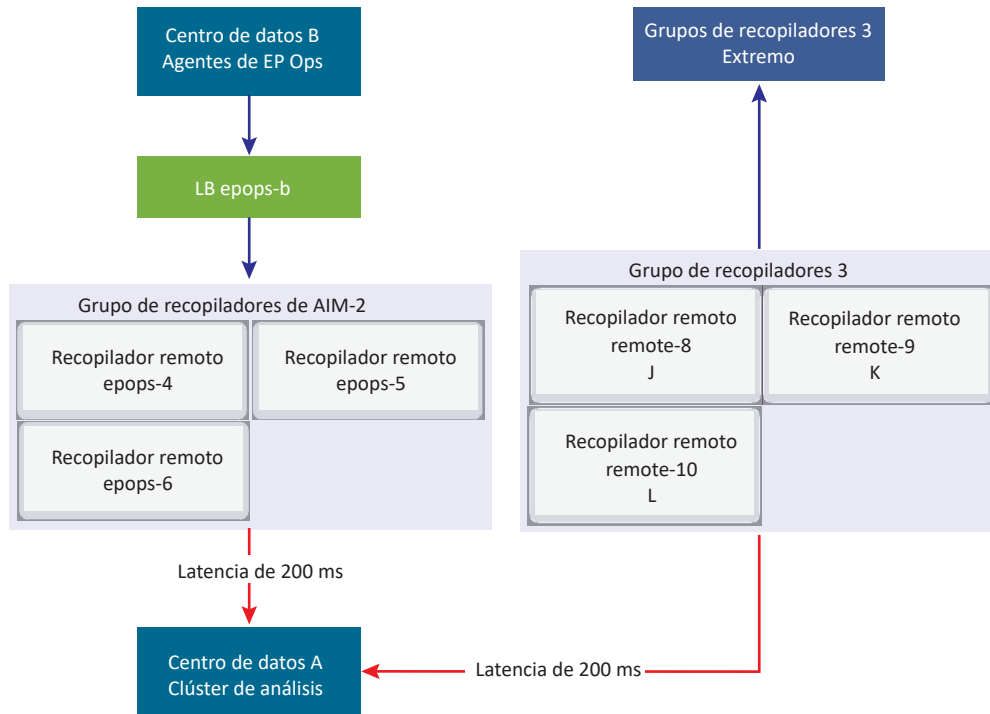 Centro de datos B
Agentes de EP Ops
LB epops-b
Grupo de recopiladores de AIM-2
Recopilador remoto
epops-4
Recopilador remoto
epops-5
Recopilador remoto
epops-6
Latencia de 200 ms
Centro de datos A
Clúster de análisis
Grupos de recopiladores 3
Extremo
Grupo de recopiladores 3
Recopilador remoto
remote-8
J
Recopilador remoto
remote-9
K
Recopilador remoto
remote-10
L
Latencia de 200 ms